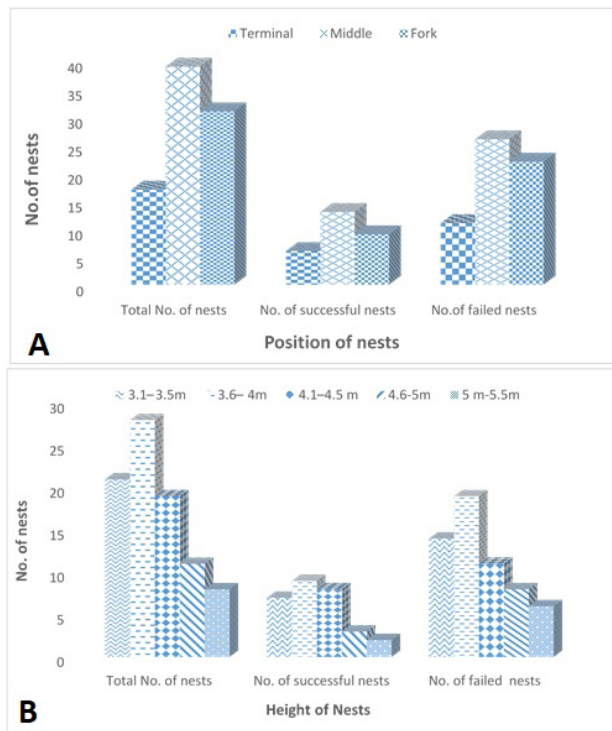 Terminal Middle Fork
40
35
30
25
20
15
10
5
0
No.of nests
Total No. of nests No. of successful nests No.of failed nests
Position of nests
A
3.1–3.5m 3.6– 4m 4.1–4.5 m 4.6-5m 5 m-5.5m
30
25
20
15
10
5
0
No. of nests
Total No. of nests No. of successful nests No. of failed nests
Height of Nests
B